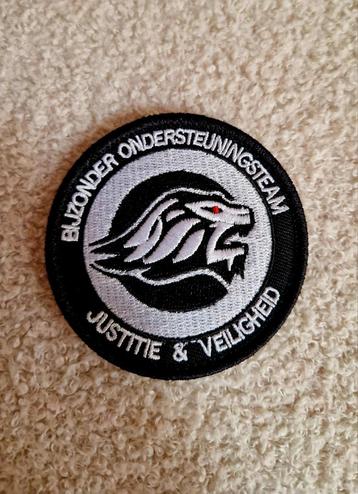 BIJZONDER ONDERSTEUNINGSTEAM
JUSTITIE & VEILIGHEID